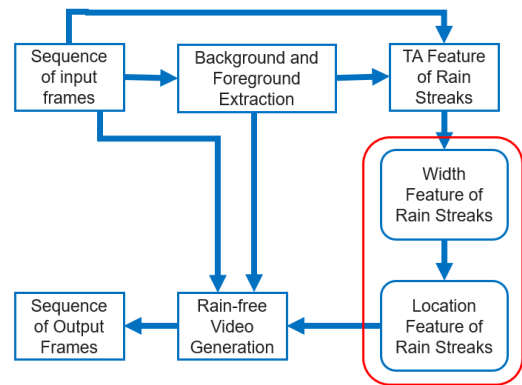 Sequence
of input
frames
Background and
Foreground
Extraction
TA Feature
of Rain
Streaks
Width
Feature of
Rain Streaks
Location
Feature of
Rain Streaks
Rain-free
Video
Generation
Sequence
of Output
Frames